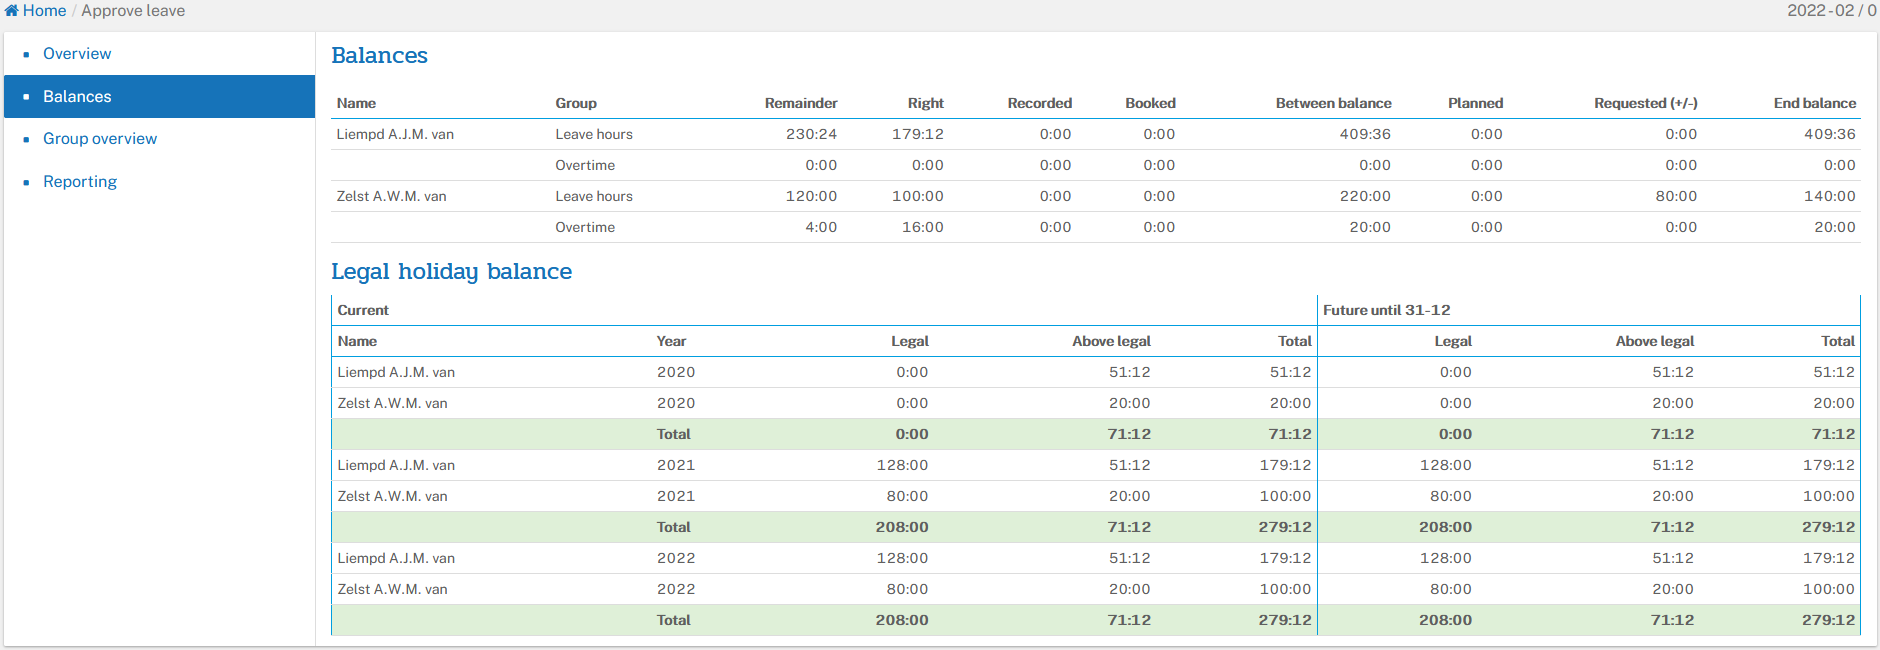 Home / Approve leave 2022-02 / 0
Overview
Balances
Group overview
Reporting
Balances
Name Group Remainder Right Recorded Booked Between balance Planned Requested (+/-) End balance
Liempd A.J.M. van Leave hours 230:24 179:12 0:00 0:00 409:36 0:00 0:00 409:36
Overtime 0:00 0:00 0:00 0:00 0:00 0:00 0:00 0:00
Zelst A.W.M. van Leave hours 120:00 100:00 0:00 0:00 220:00 0:00 80:00 140:00
Overtime 4:00 16:00 0:00 0:00 20:00 0:00 0:00 20:00
Legal holiday balance
Current Future until 31-12
Name Year Legal Above legal Total Legal Above legal Total
Liempd A.J.M. van 2020 0:00 51:12 51:12 0:00 51:12 51:12
Zelst A.W.M. van 2020 0:00 20:00 20:00 0:00 20:00 20:00
Total 0:00 71:12 71:12 0:00 71:12 71:12
Liempd A.J.M. van 2021 128:00 51:12 179:12 128:00 51:12 179:12
Zelst A.W.M. van 2021 80:00 20:00 100:00 80:00 20:00 100:00
Total 208:00 71:12 279:12 208:00 71:12 279:12
Liempd A.J.M. van 2022 128:00 51:12 179:12 128:00 51:12 179:12
Zelst A.W.M. van 2022 80:00 20:00 100:00 80:00 20:00 100:00
Total 208:00 71:12 279:12 208:00 71:12 279:12